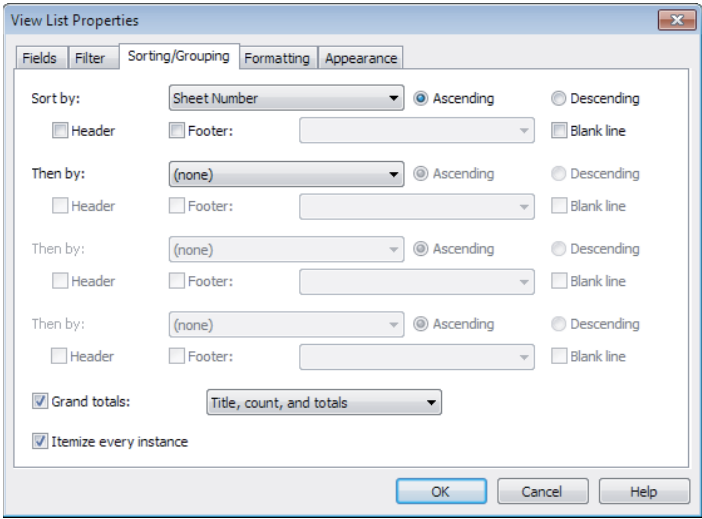 View List Properties
Fields Filter Sorting/Grouping Formatting Appearance
Sort by: Sheet Number Ascending Descending
Header Footer: Blank line
Then by: (none) Ascending Descending
Header Footer: Blank line
Then by: (none) Ascending Descending
Header Footer: Blank line
Then by: (none) Ascending Descending
Header Footer: Blank line
Grand totals: Title, count, and totals
Itemize every instance
OK Cancel Help